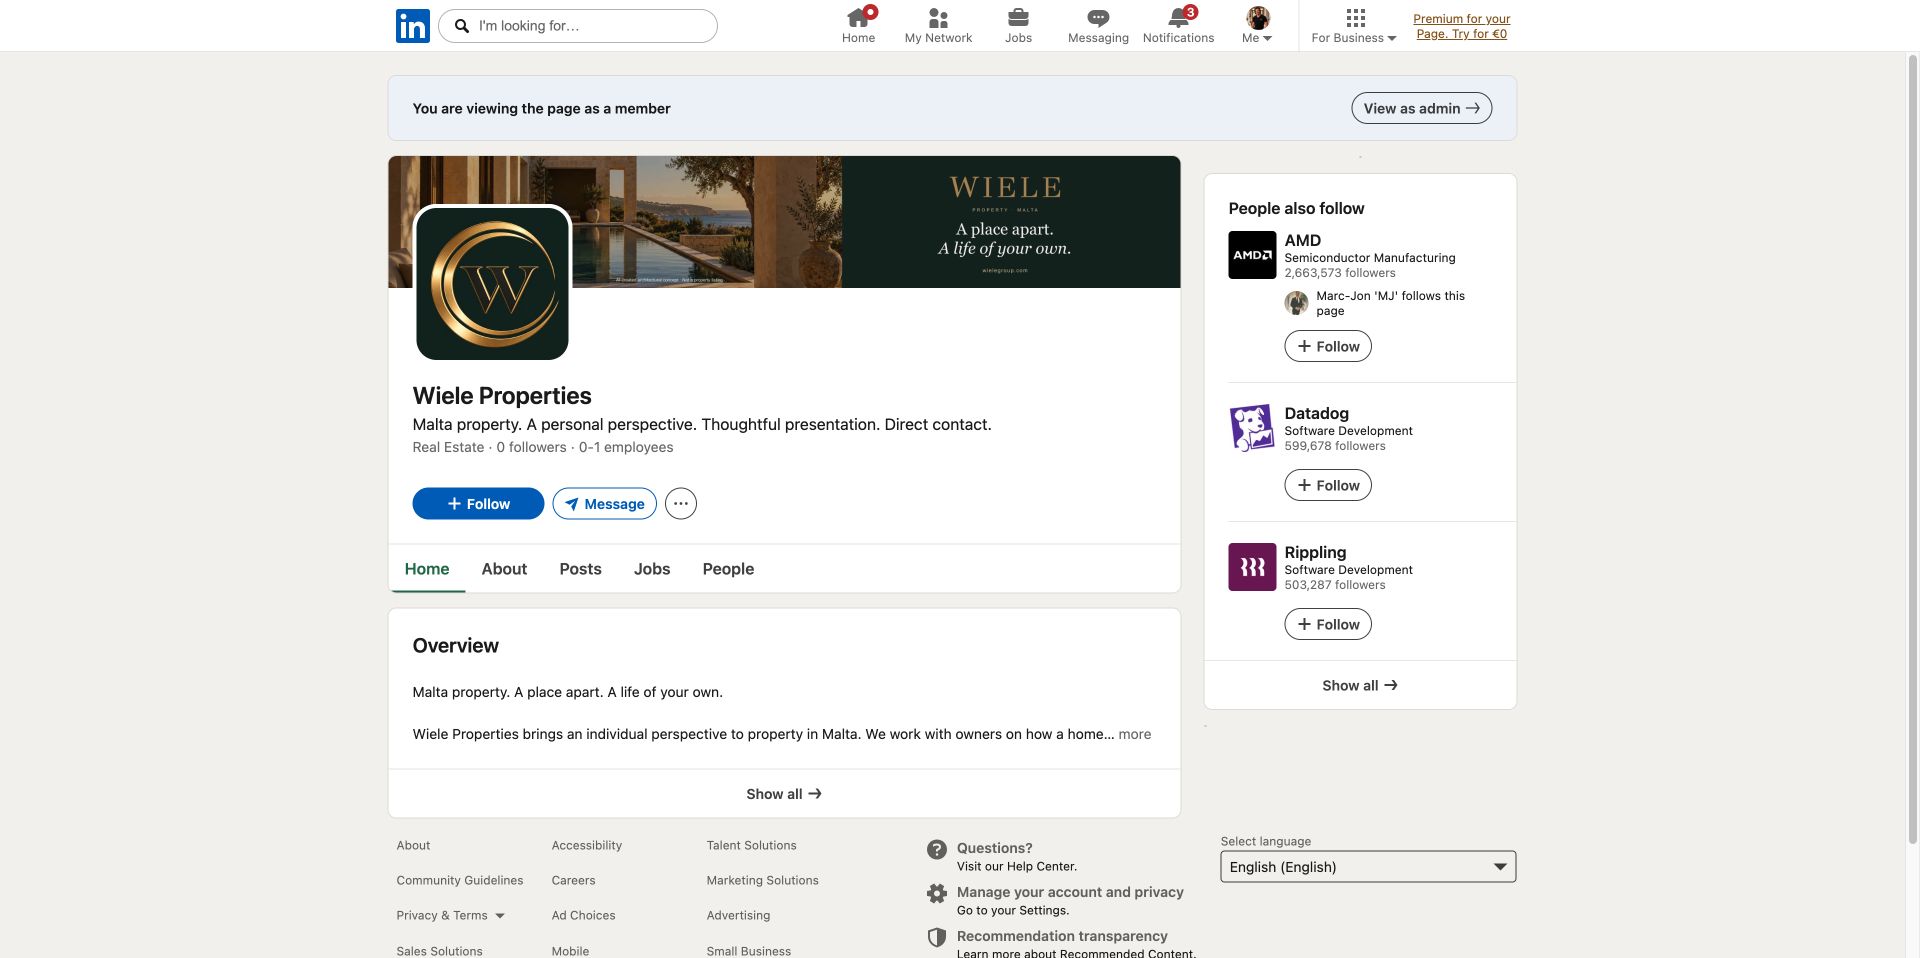 in
I'm looking for…
Home
My Network
Jobs
Messaging
3
Notifications
Me
For Business
Premium for your
Page. Try for €0
You are viewing the page as a member
View as admin →
WIELE
PROPERTY · MALTA
A place apart.
A life of your own.
wielegroup.com
W
Wiele Properties
Malta property. A personal perspective. Thoughtful presentation. Direct contact.
Real Estate · 0 followers · 0-1 employees
+ Follow
Message
Home
About
Posts
Jobs
People
Overview
Malta property. A place apart. A life of your own.
Wiele Properties brings an individual perspective to property in Malta. We work with owners on how a home… more
Show all →
People also follow
AMD
AMD
Semiconductor Manufacturing
2,663,573 followers
Marc-Jon 'MJ' follows this
page
+ Follow
Datadog
Software Development
599,678 followers
+ Follow
Rippling
Software Development
503,287 followers
+ Follow
Show all →
About
Accessibility
Talent Solutions
Community Guidelines
Careers
Marketing Solutions
Privacy & Terms
Ad Choices
Advertising
Sales Solutions
Mobile
Small Business
Questions?
Visit our Help Center.
Manage your account and privacy
Go to your Settings.
Recommendation transparency
Learn more about Recommended Content.
Select language
English (English)